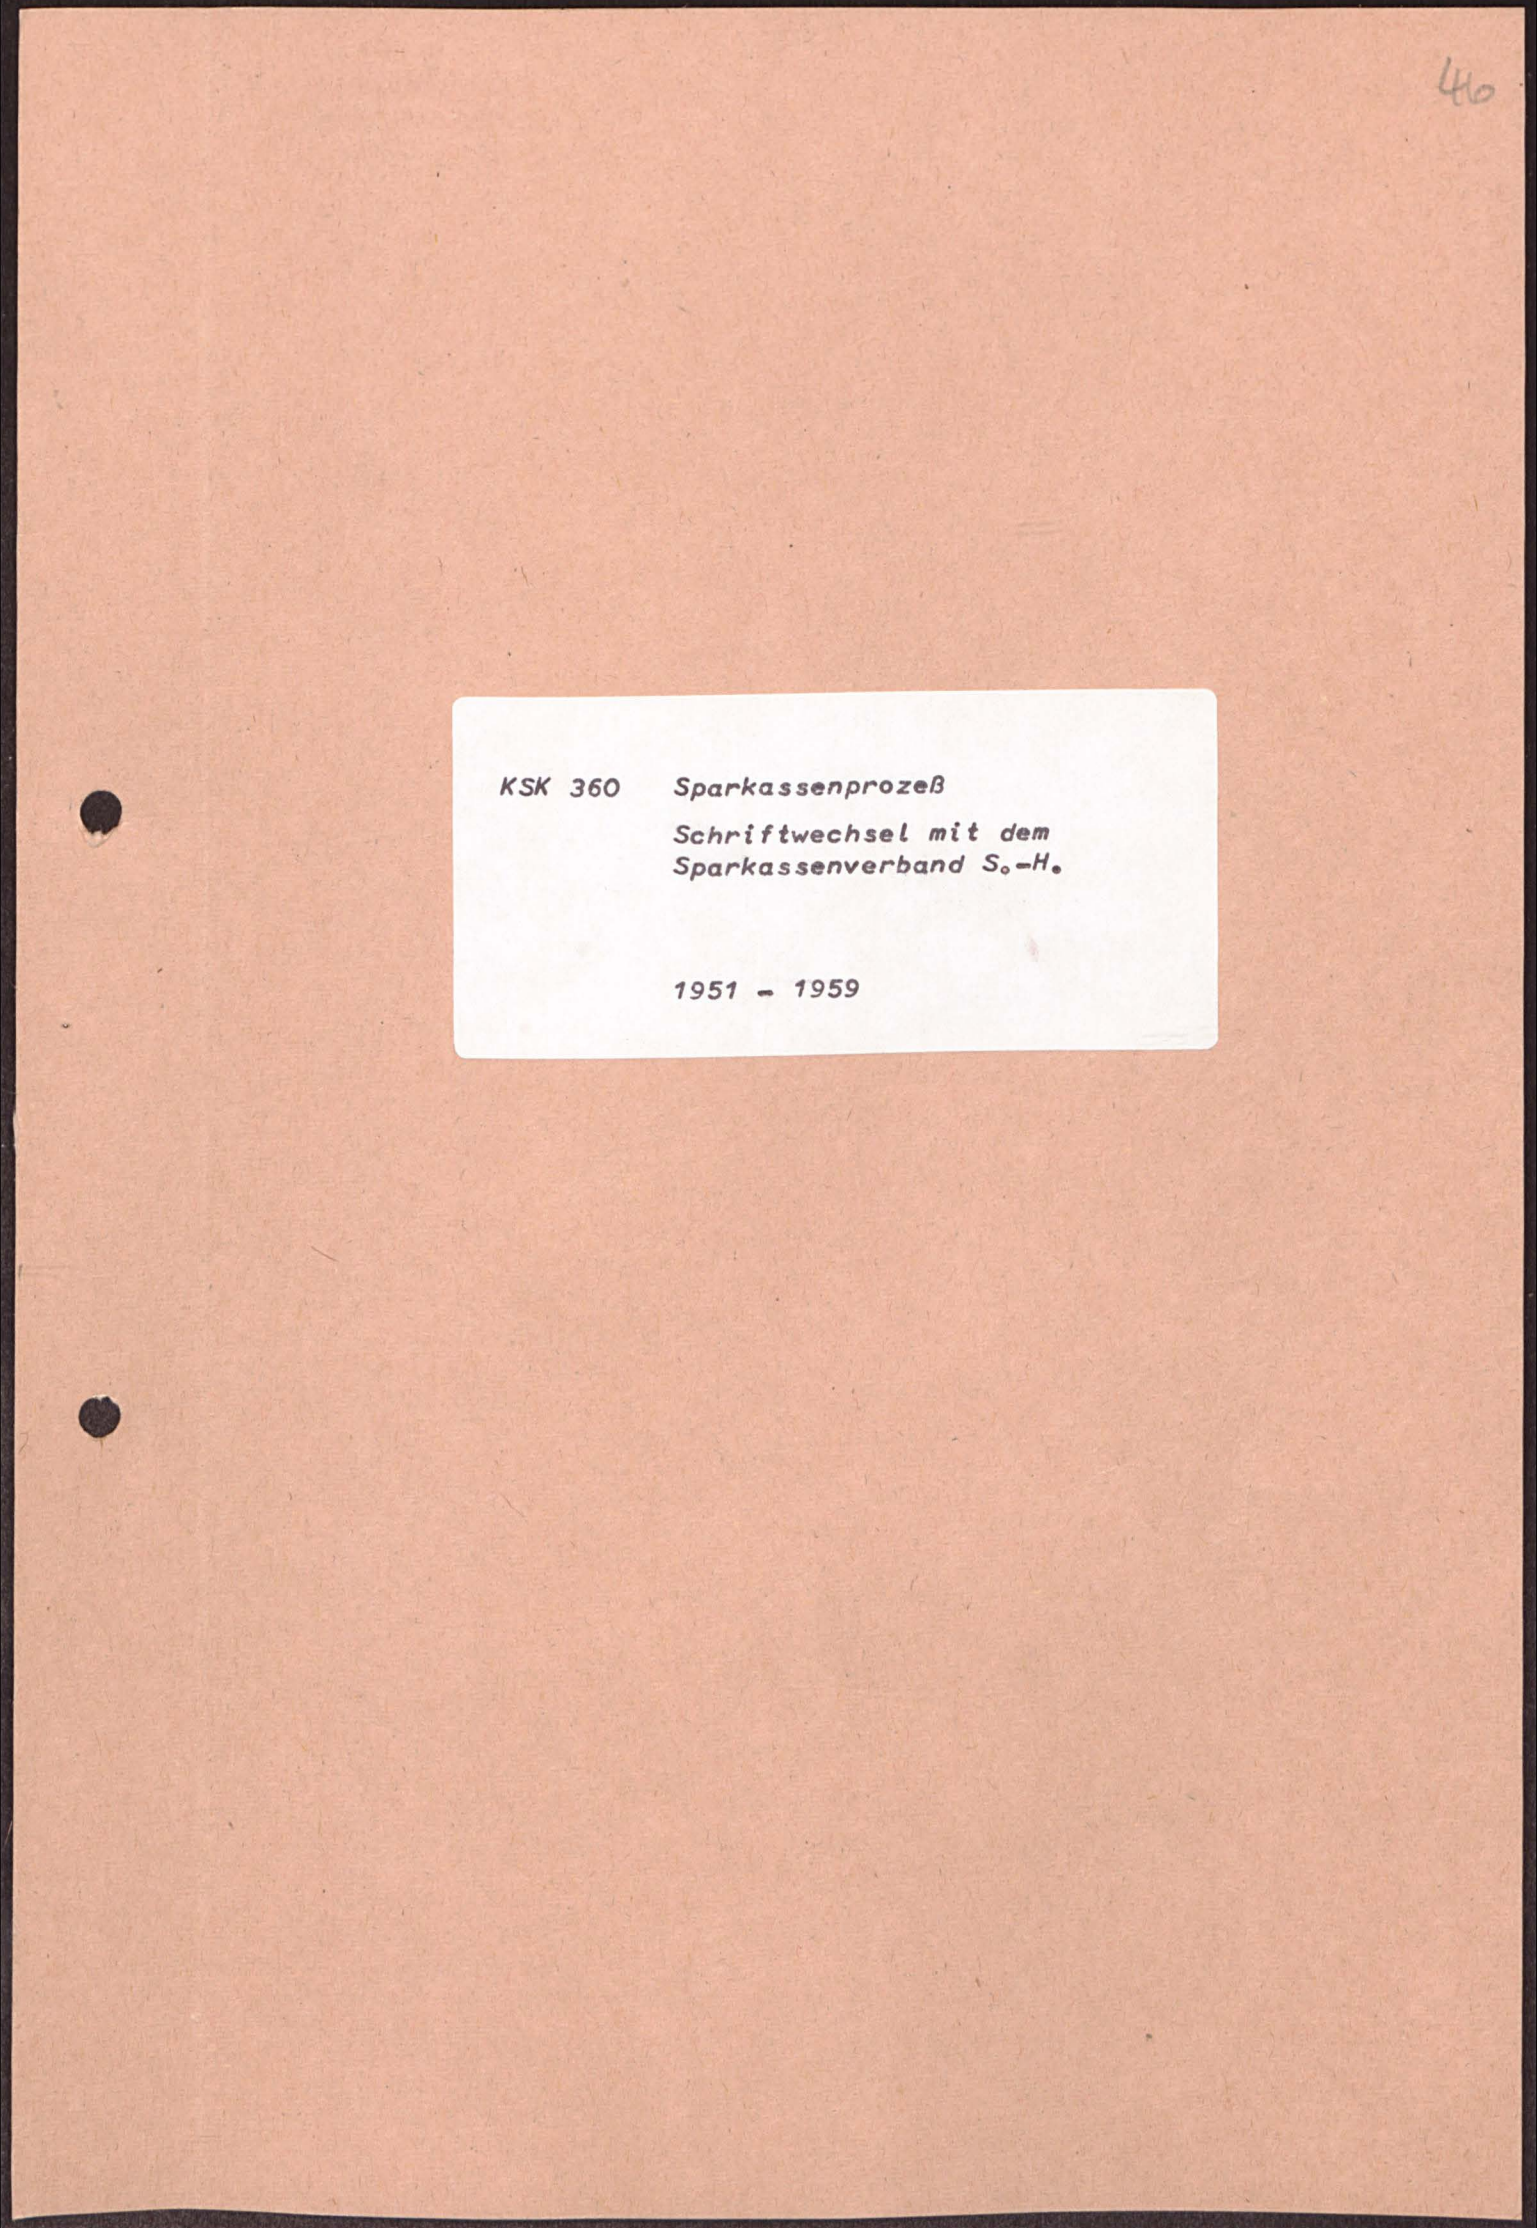 46
KSK 360 Sparkassenprozeß
Schriftwechsel mit dem
Sparkassenverband S.-H.
1951 - 1959